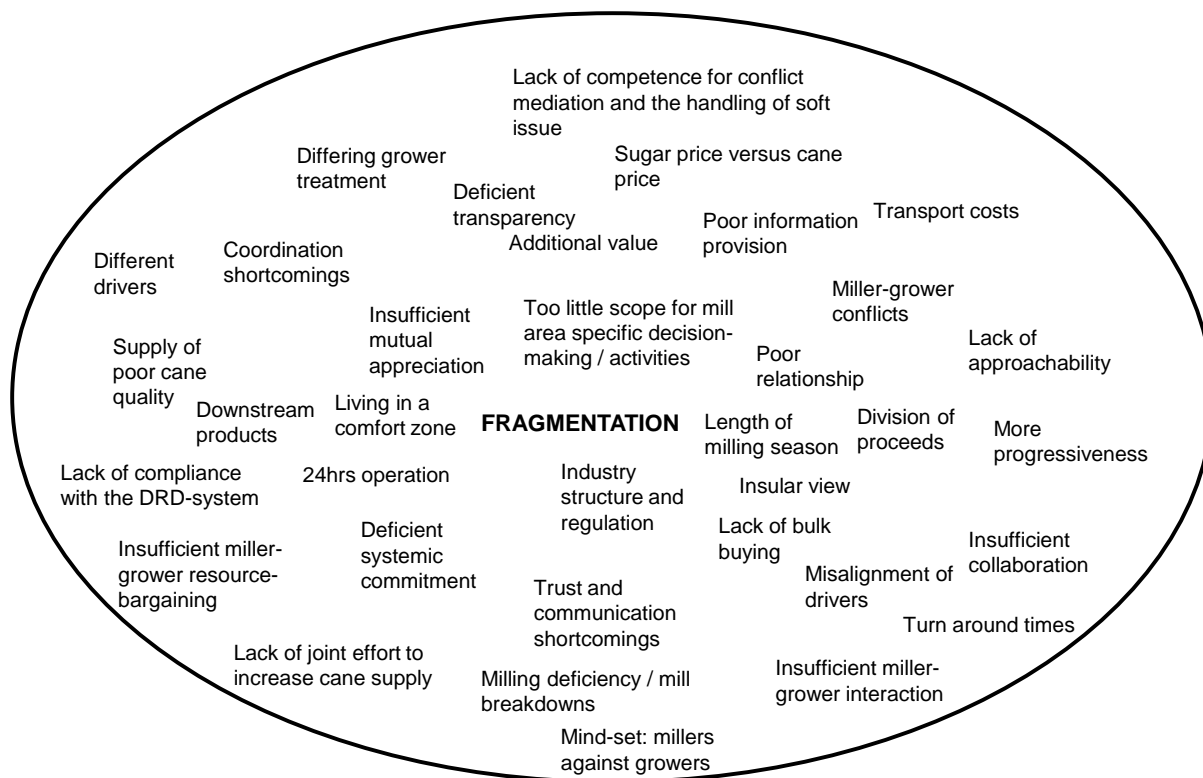 Lack of competence for conflict
mediation and the handling of soft
issue
Differing grower
treatment
Sugar price versus cane
price
Deficient
transparency
Additional value
Poor information
provision
Transport costs
Different
drivers
Coordination
shortcomings
Insufficient
mutual
appreciation
Too little scope for mill
area specific decision-
making / activities
Miller-grower
conflicts
Supply of
poor cane
quality
Poor
relationship
Lack of
approachability
Downstream
products
Living in a
comfort zone
FRAGMENTATION
Length of
milling season
Division of
proceeds
More
progressiveness
Lack of compliance
with the DRD-system
24hrs operation
Industry
structure and
regulation
Insular view
Insufficient miller-
grower resource-
bargaining
Deficient
systemic
commitment
Lack of bulk
buying
Insufficient
collaboration
Trust and
communication
shortcomings
Misalignment of
drivers
Turn around times
Lack of joint effort to
increase cane supply
Milling deficiency / mill
breakdowns
Insufficient miller-
grower interaction
Mind-set: millers
against growers